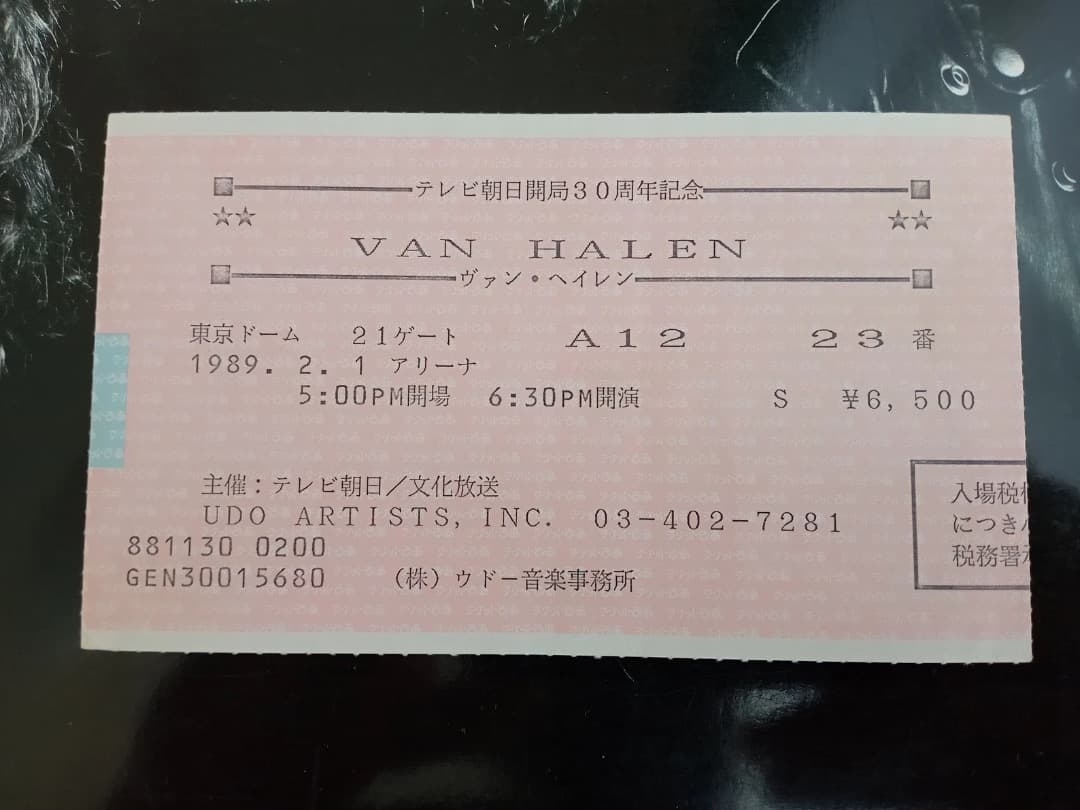 テレビ朝日開局30周年記念
☆☆ ☆☆
VAN HALEN
ヴァン・ヘイレン
東京ドーム 21ゲート A12 23番
1989. 2. 1 アリーナ
5:00PM開場 6:30PM開演 S ¥6,500
主催:テレビ朝日/文化放送
UDO ARTISTS, INC. 03-402-7281
881130 0200
GEN30015680 (株)ウドー音楽事務所
入場税
につき
税務署